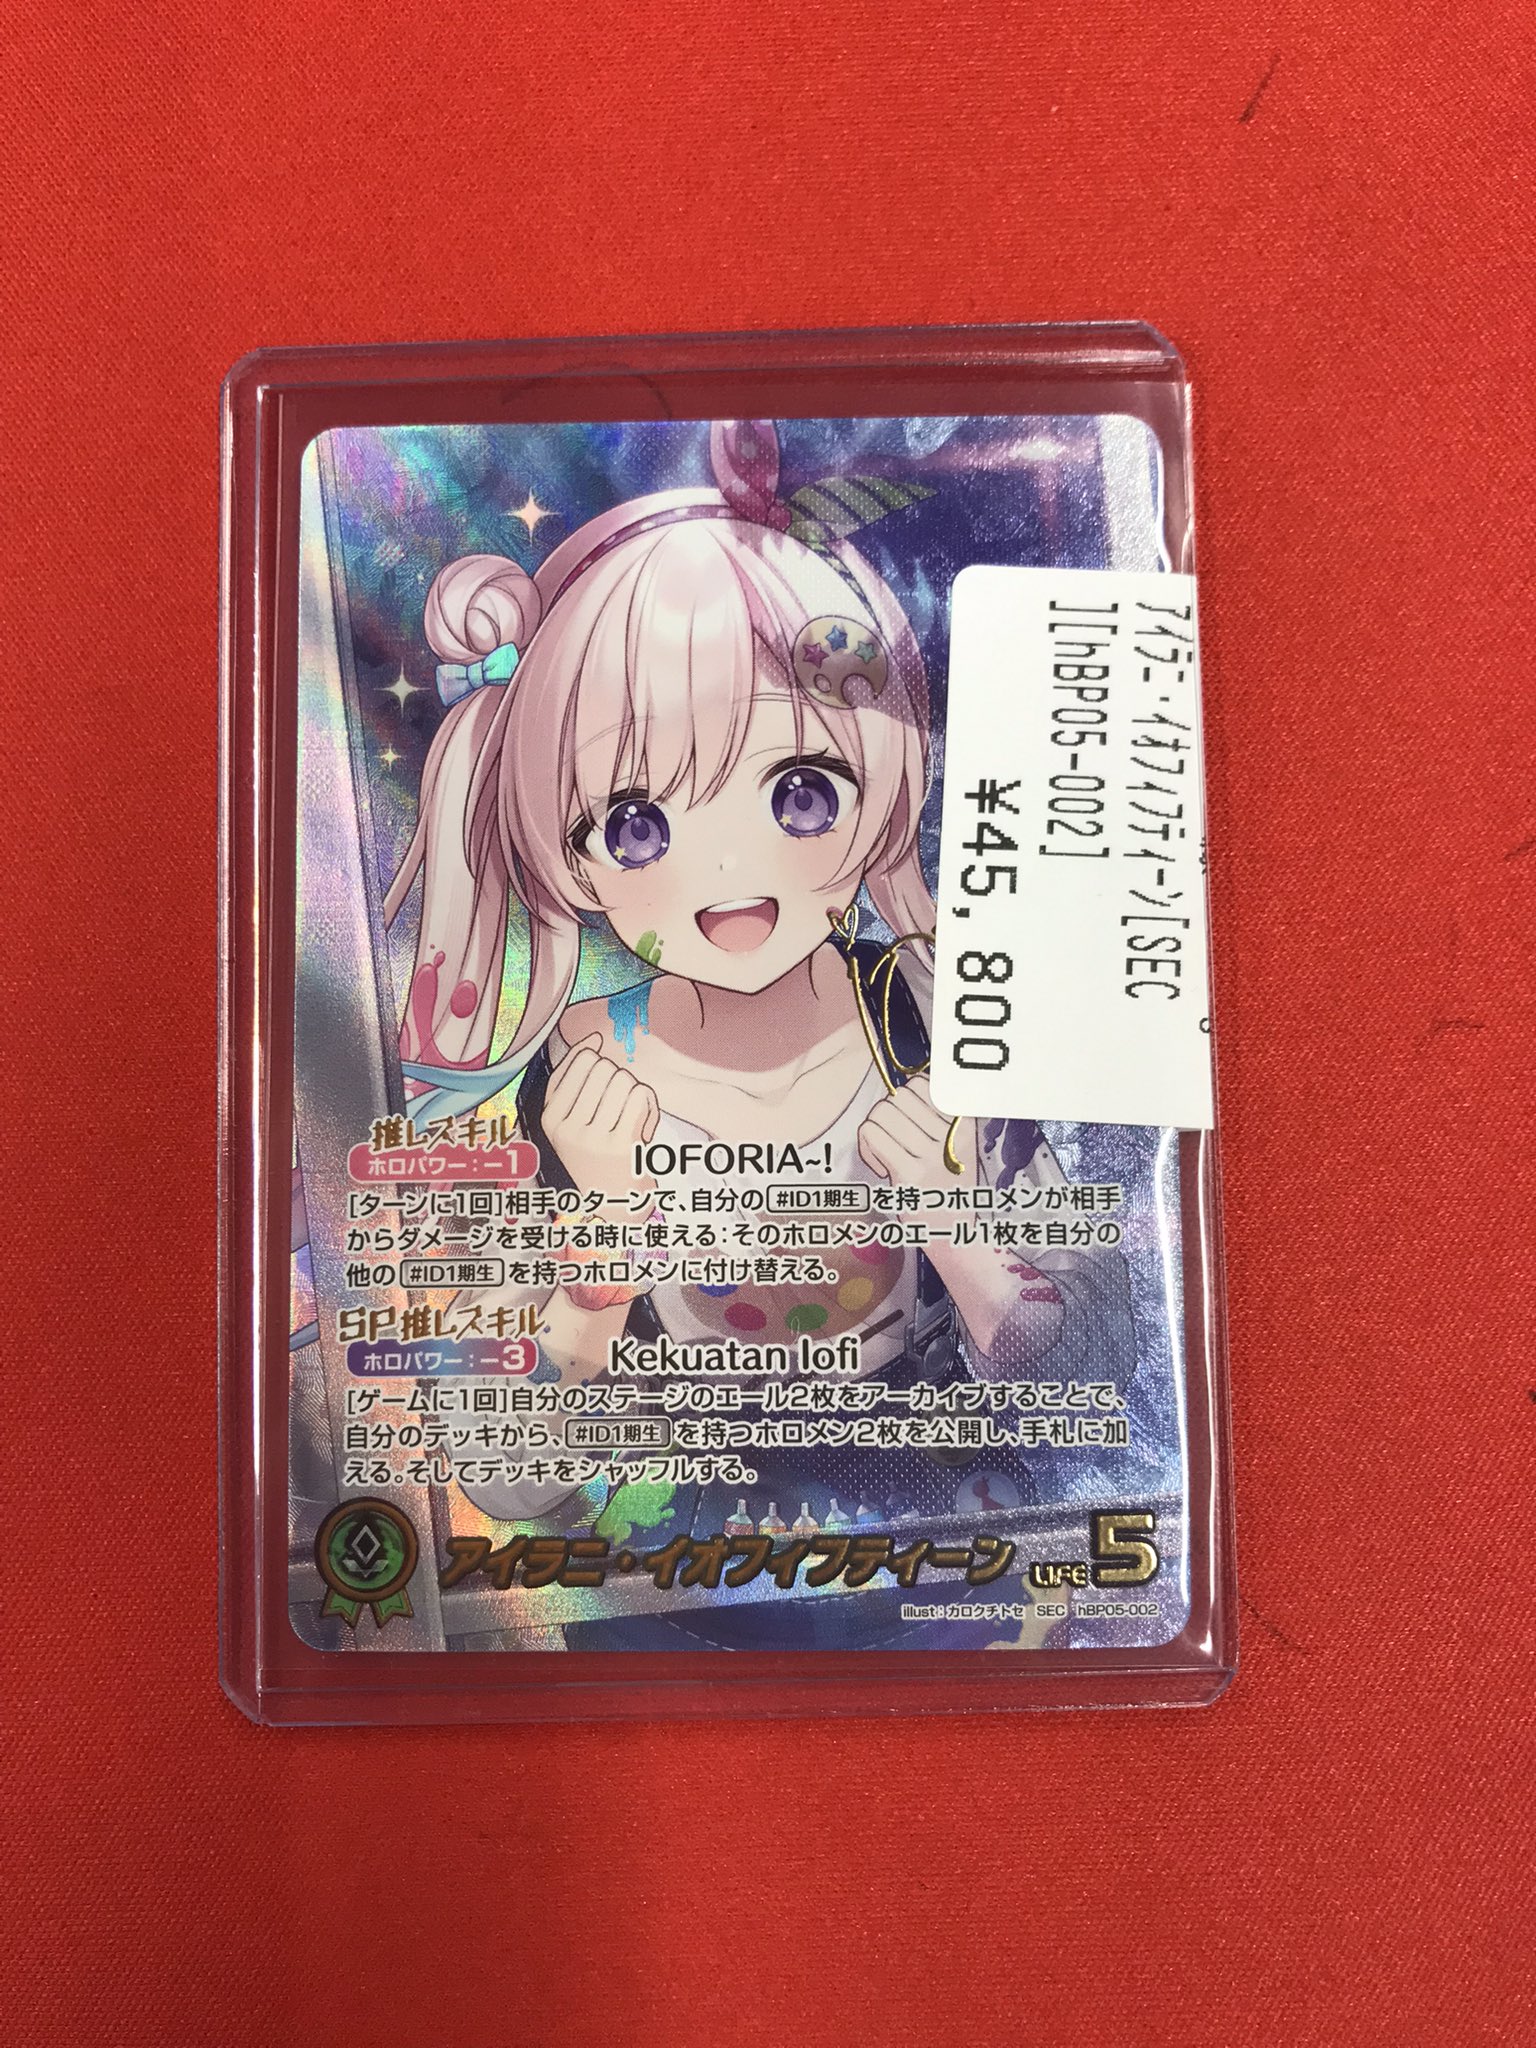 アイラニ・イオフィフティーン[SEC
][hBP05-002]
¥45,800
推しスキル
ホロパワー:-1
IOFORIA~!
[ターンに1回]相手のターンで、自分の#ID1期生を持つホロメンが相手
からダメージを受ける時に使える:そのホロメンのエール1枚を自分の
他の#ID1期生を持つホロメンに付け替える。
SP推しスキル
ホロパワー:-3
Kekuatan Iofi
[ゲームに1回]自分のステージのエール2枚をアーカイブすることで、
自分のデッキから、#ID1期生を持つホロメン2枚を公開し、手札に加
える。そしてデッキをシャッフルする。
アイラニ・イオフィフティーン
LIFE 5
illust:カロクチトセ SEC hBP05-002